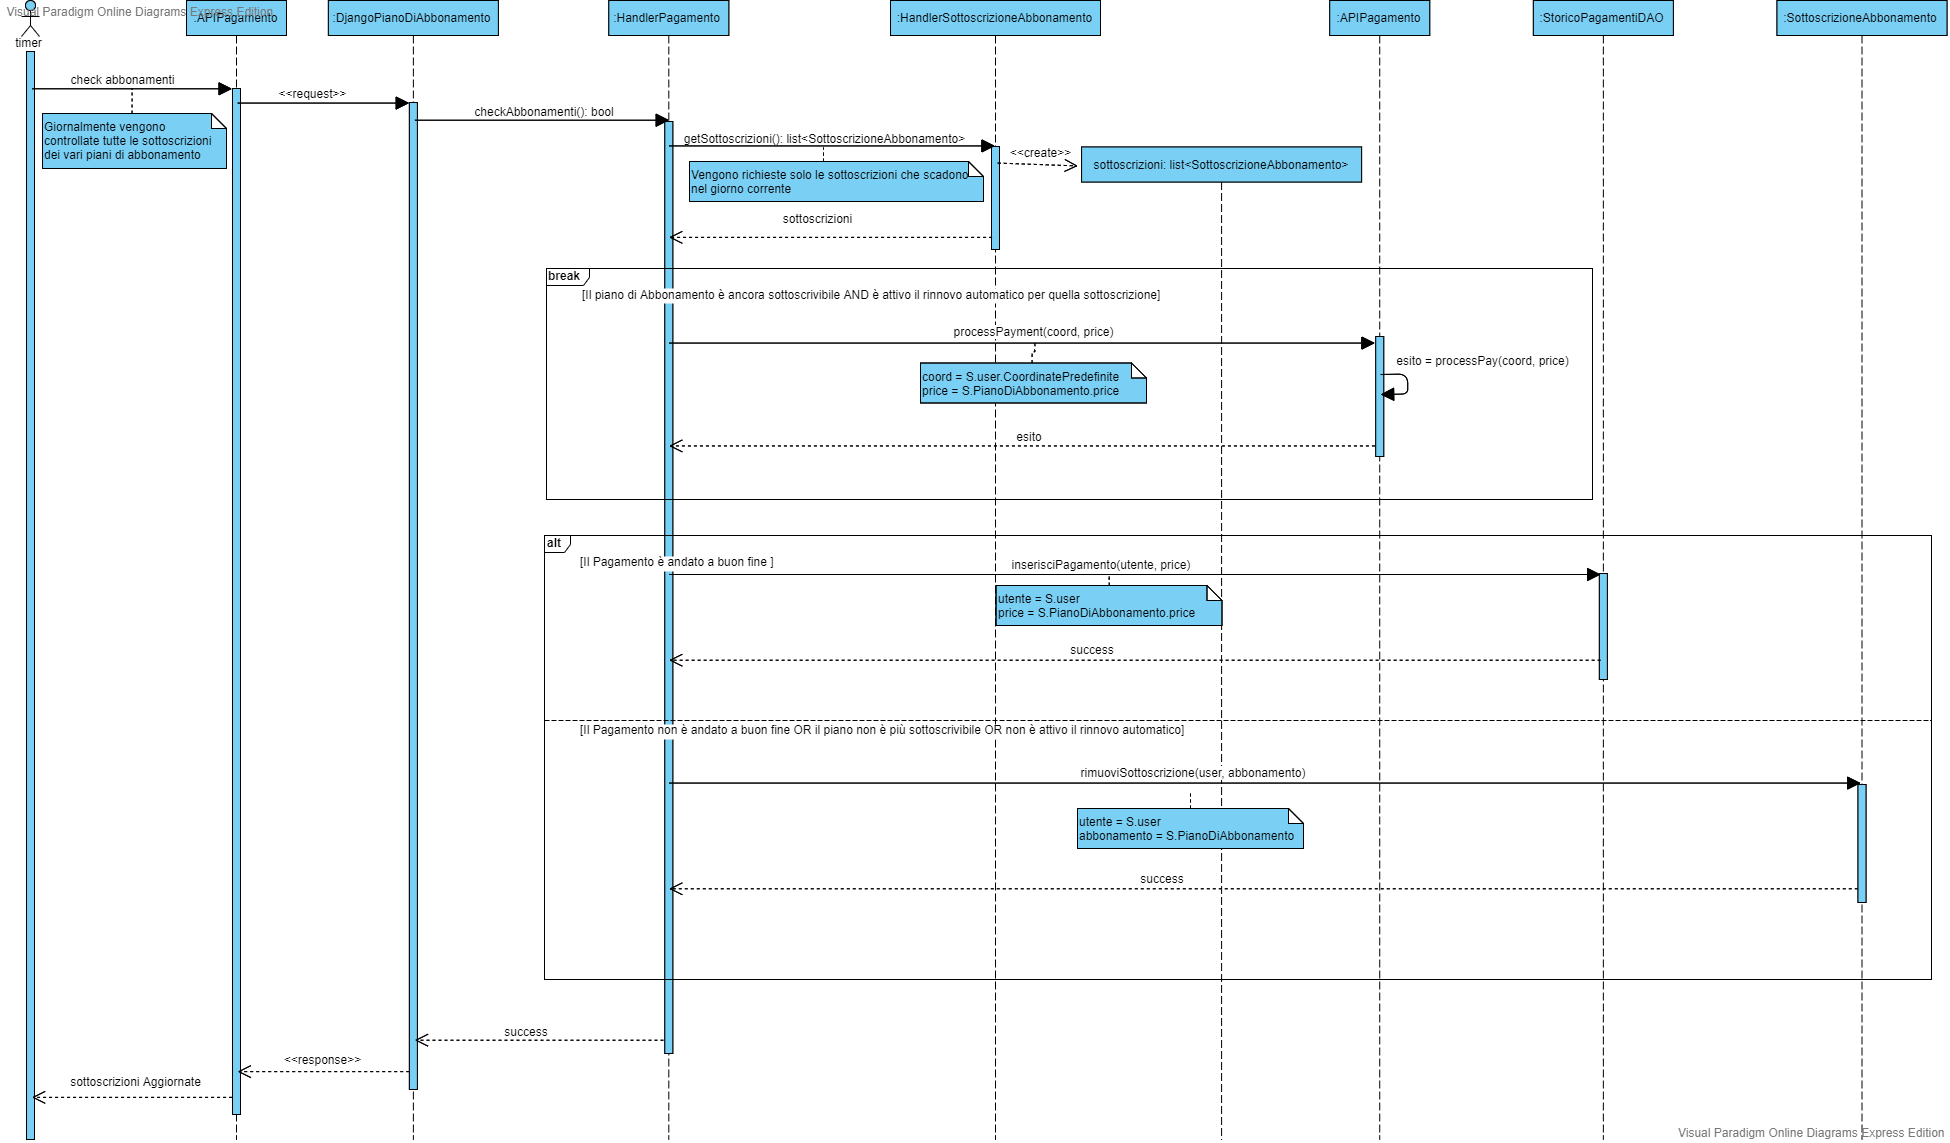 Visual Paradigm Online Diagrams Express Edition
timer
:APIPagamento
:DjangoPianoDiAbbonamento
:HandlerPagamento
:HandlerSottoscrizioneAbbonamento
:APIPagamento
:StoricoPagamentiDAO
:SottoscrizioneAbbonamento
check abbonamenti
<<request>>
checkAbbonamenti(): bool
Giornalmente vengono
controllate tutte le sottoscrizioni
dei vari piani di abbonamento
getSottoscrizioni(): list<SottoscrizioneAbbonamento>
<<create>>
sottoscrizioni: list<SottoscrizioneAbbonamento>
Vengono richieste solo le sottoscrizioni che scadono
nel giorno corrente
sottoscrizioni
break
[Il piano di Abbonamento è ancora sottoscrivibile AND è attivo il rinnovo automatico per quella sottoscrizione]
processPayment(coord, price)
esito = processPay(coord, price)
coord = S.user.CoordinatePredefinite
price = S.PianoDiAbbonamento.price
esito
alt
[Il Pagamento è andato a buon fine ]
inserisciPagamento(utente, price)
utente = S.user
price = S.PianoDiAbbonamento.price
success
[Il Pagamento non è andato a buon fine OR il piano non è più sottoscrivibile OR non è attivo il rinnovo automatico]
rimuoviSottoscrizione(user, abbonamento)
utente = S.user
abbonamento = S.PianoDiAbbonamento
success
success
<<response>>
sottoscrizioni Aggiornate
Visual Paradigm Online Diagrams Express Edition